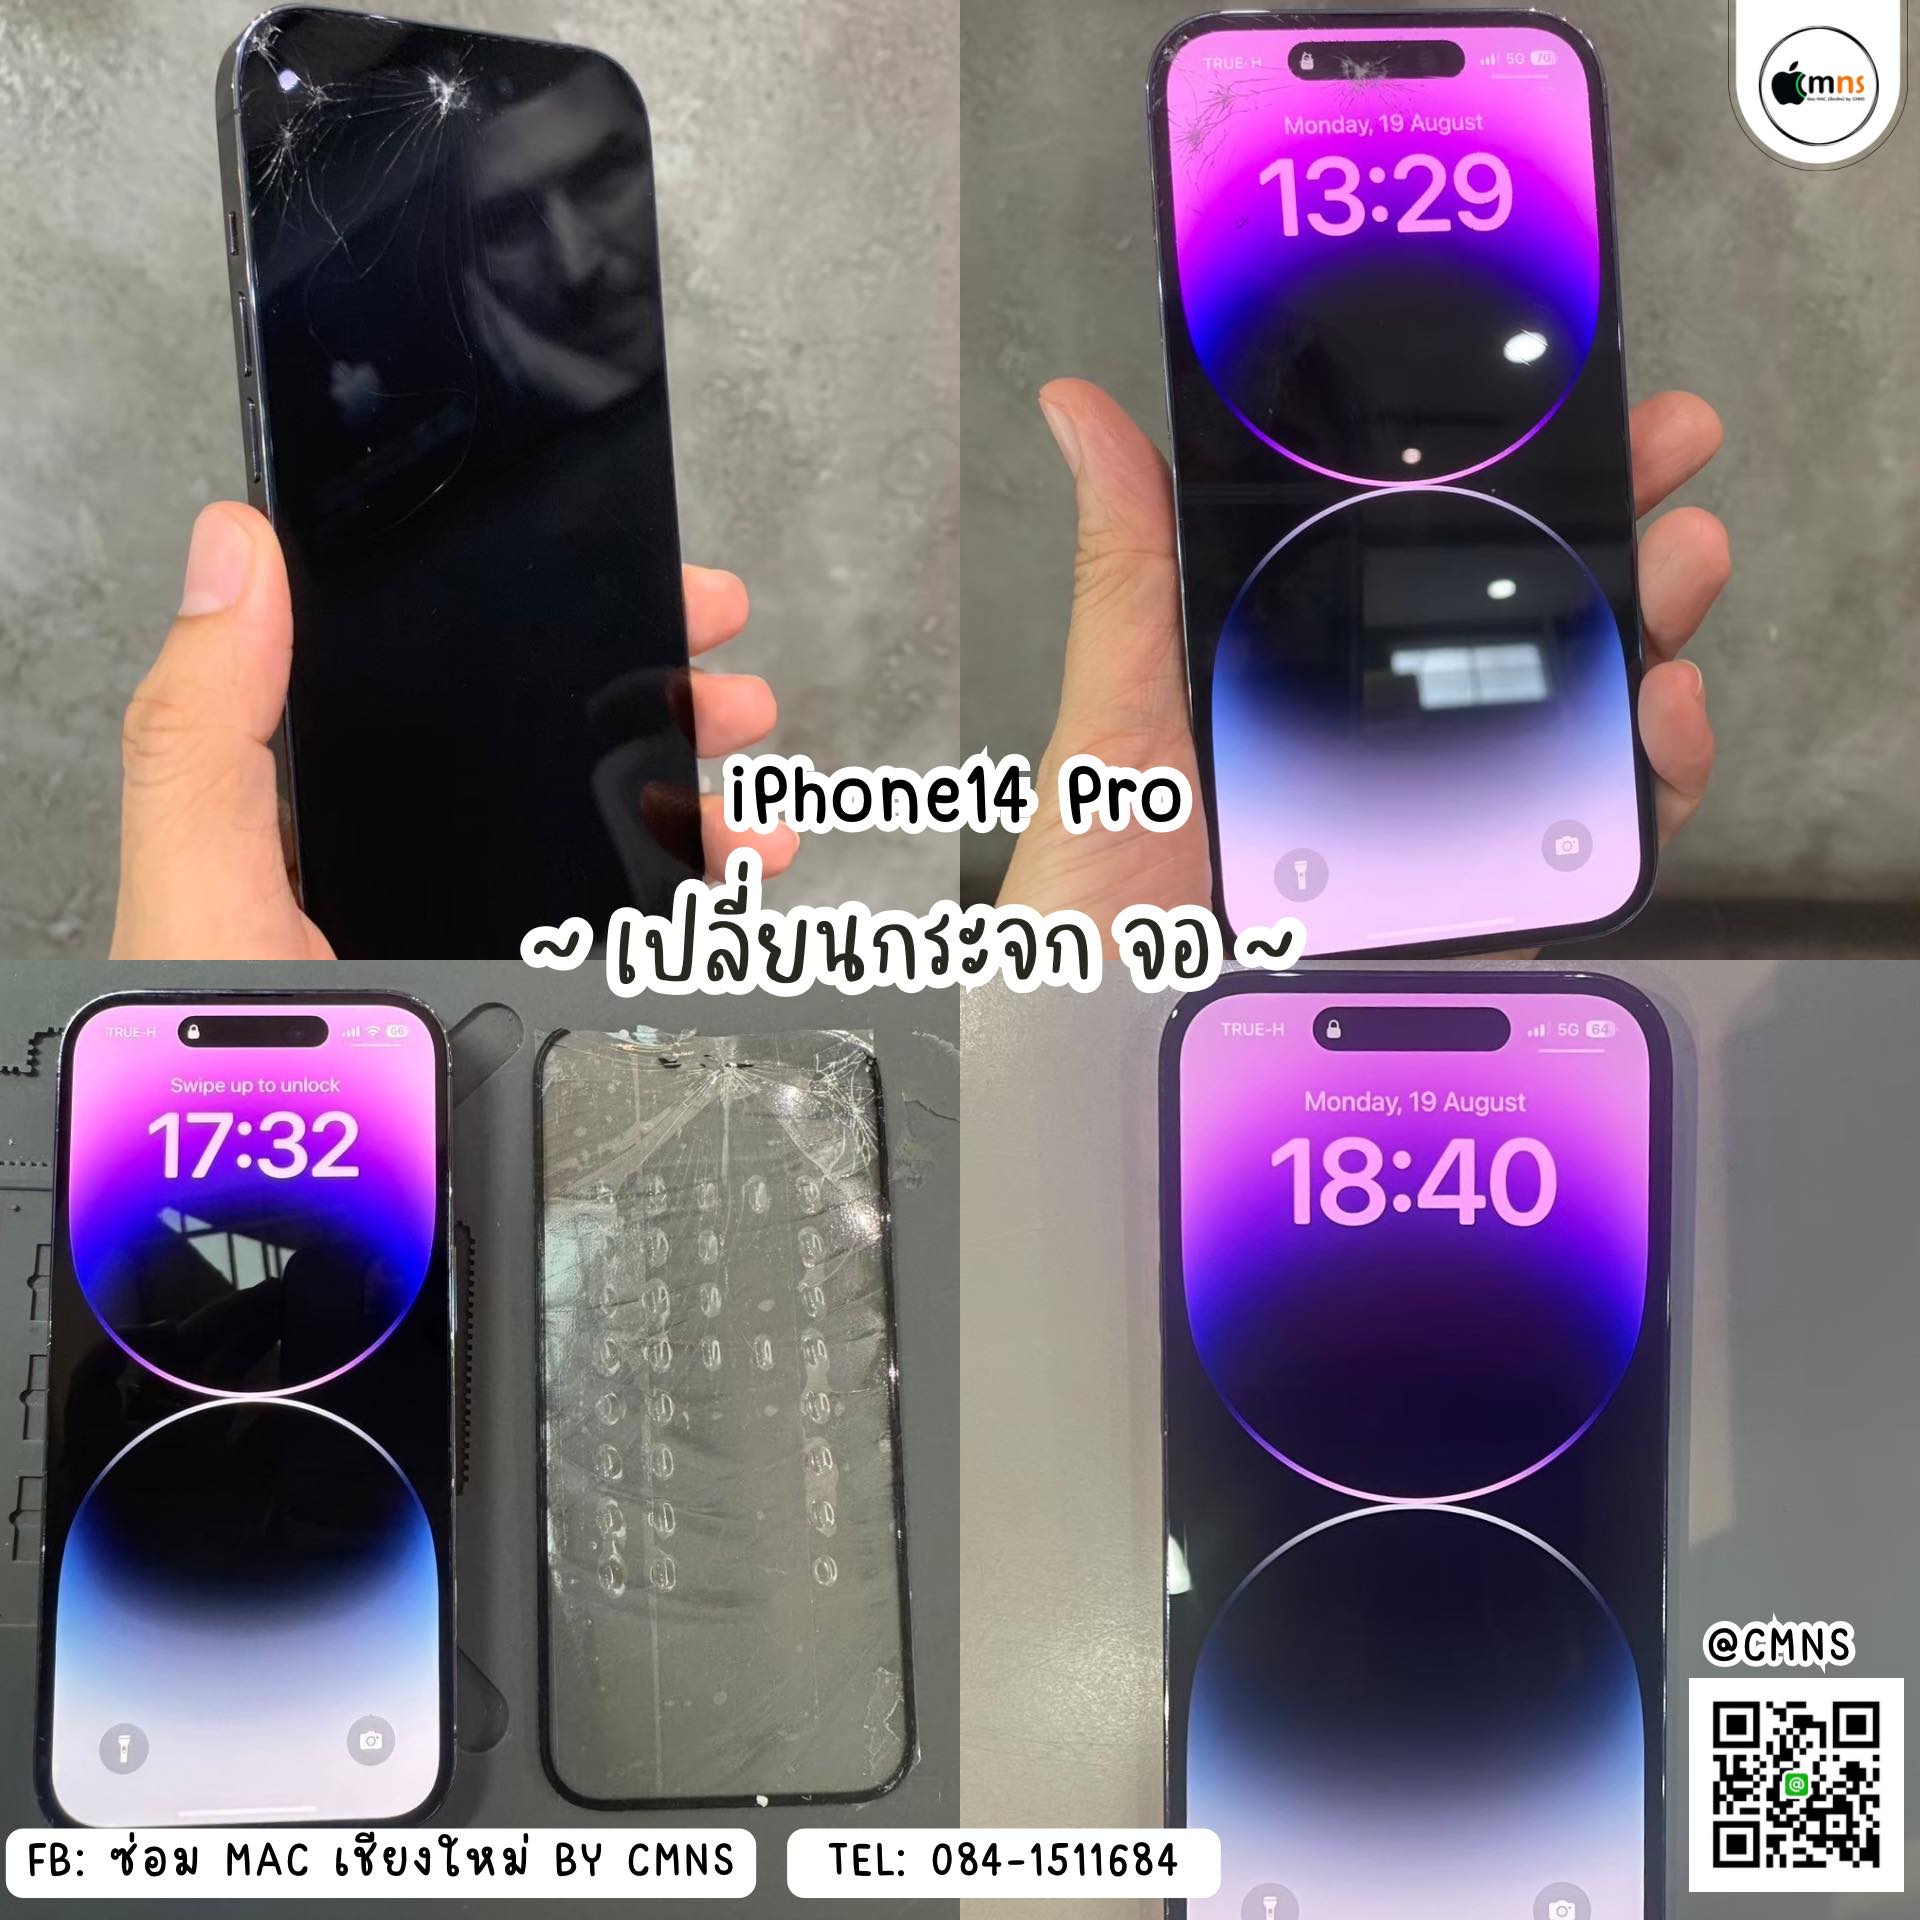 mns
TRUE-H
5G 70
Monday, 19 August
13:29
iPhone14 Pro
~ เปลี่ยนกระจก จอ ~
TRUE-H
66
Swipe up to unlock
17:32
TRUE-H
5G 64
Monday, 19 August
18:40
@CMNS
FB: ซ่อม MAC เชียงใหม่ BY CMNS
TEL: 084-1511684